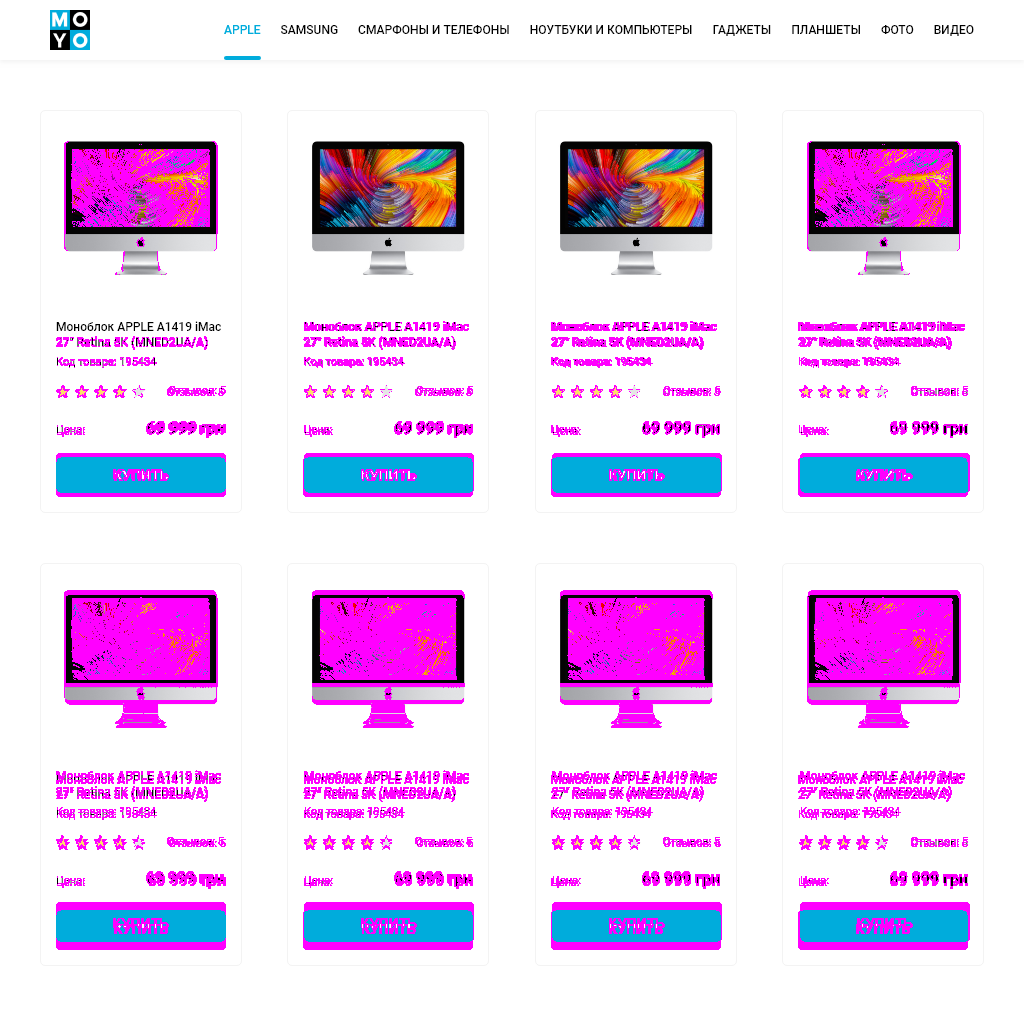 MO
YO
APPLE SAMSUNG СМАРФОНЫ И ТЕЛЕФОНЫ НОУТБУКИ И КОМПЬЮТЕРЫ ГАДЖЕТЫ ПЛАНШЕТЫ ФОТО ВИДЕО
Моноблок APPLE A1419 iMac
27" Retina 5K (MNED2UA/A)
Код товара: 195434
Отзывов: 5
Цена: 69 999 грн
КУПИТЬ
Моноблок APPLE A1419 iMac
27" Retina 5K (MNED2UA/A)
Код товара: 195434
Отзывов: 5
Цена: 69 999 грн
КУПИТЬ
Моноблок APPLE A1419 iMac
27" Retina 5K (MNED2UA/A)
Код товара: 195434
Отзывов: 5
Цена: 69 999 грн
КУПИТЬ
Моноблок APPLE A1419 iMac
27" Retina 5K (MNED2UA/A)
Код товара: 195434
Отзывов: 5
Цена: 69 999 грн
КУПИТЬ
Моноблок APPLE A1419 iMac
27" Retina 5K (MNED2UA/A)
Код товара: 195434
Отзывов: 5
Цена: 69 999 грн
КУПИТЬ
Моноблок APPLE A1419 iMac
27" Retina 5K (MNED2UA/A)
Код товара: 195434
Отзывов: 5
Цена: 69 999 грн
КУПИТЬ
Моноблок APPLE A1419 iMac
27" Retina 5K (MNED2UA/A)
Код товара: 195434
Отзывов: 5
Цена: 69 999 грн
КУПИТЬ
Моноблок APPLE A1419 iMac
27" Retina 5K (MNED2UA/A)
Код товара: 195434
Отзывов: 5
Цена: 69 999 грн
КУПИТЬ